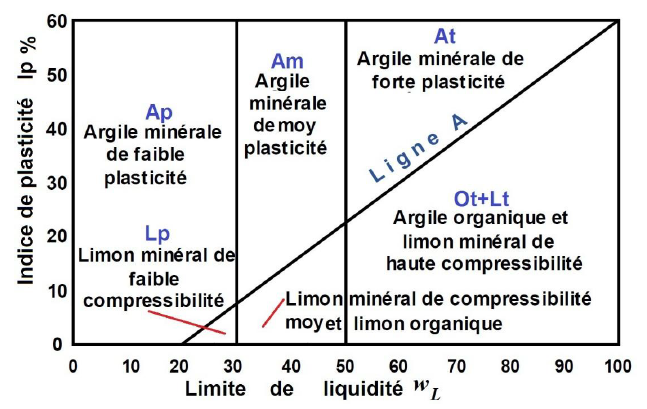 60
50
40
30
20
10
0
Indice de plasticité Ip %
Ap
Argile minérale
de faible
plasticité
Am
Argile
minérale
de moy
plasticité
At
Argile minérale de
forte plasticité
Ligne A
Lp
Limon minéral de
faible
compressibilité
Ot+Lt
Argile organique et
limon minéral de
haute compressibilité
Limon minéral de compressibilité
moy et limon organique
0 10 20 30 40 50 60 70 80 90 100
Limite de liquidité wL